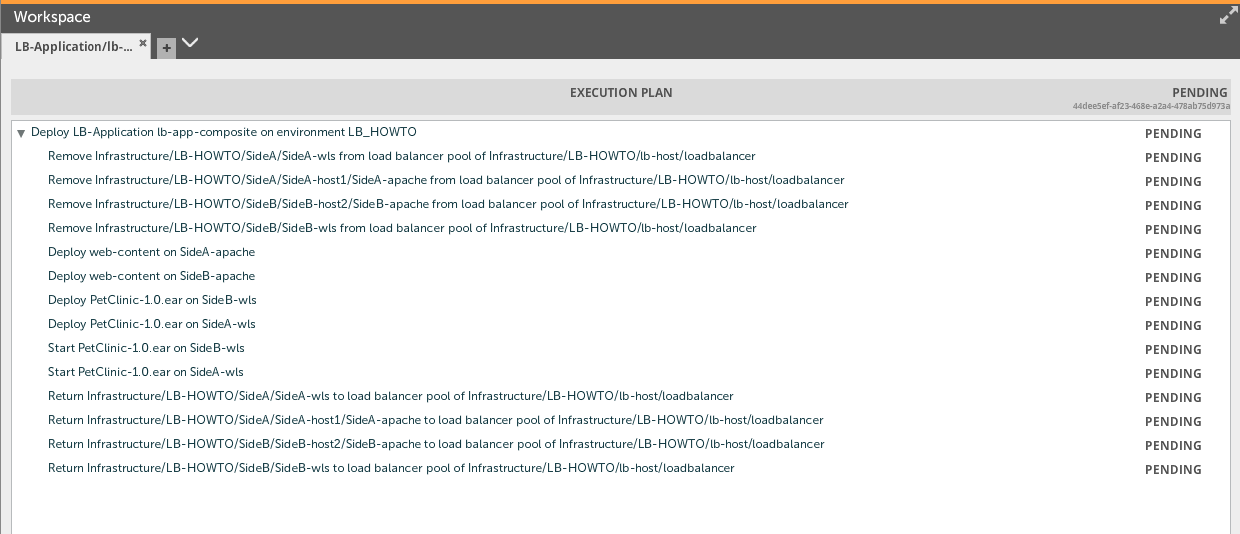 Workspace
LB-Application/lb-...
EXECUTION PLAN PENDING
44dee5ef-af23-468e-a2a4-478ab75d973a
Deploy LB-Application lb-app-composite on environment LB_HOWTO PENDING
Remove Infrastructure/LB-HOWTO/SideA/SideA-wls from load balancer pool of Infrastructure/LB-HOWTO/lb-host/loadbalancer PENDING
Remove Infrastructure/LB-HOWTO/SideA/SideA-host1/SideA-apache from load balancer pool of Infrastructure/LB-HOWTO/lb-host/loadbalancer PENDING
Remove Infrastructure/LB-HOWTO/SideB/SideB-host2/SideB-apache from load balancer pool of Infrastructure/LB-HOWTO/lb-host/loadbalancer PENDING
Remove Infrastructure/LB-HOWTO/SideB/SideB-wls from load balancer pool of Infrastructure/LB-HOWTO/lb-host/loadbalancer PENDING
Deploy web-content on SideA-apache PENDING
Deploy web-content on SideB-apache PENDING
Deploy PetClinic-1.0.ear on SideB-wls PENDING
Deploy PetClinic-1.0.ear on SideA-wls PENDING
Start PetClinic-1.0.ear on SideB-wls PENDING
Start PetClinic-1.0.ear on SideA-wls PENDING
Return Infrastructure/LB-HOWTO/SideA/SideA-wls to load balancer pool of Infrastructure/LB-HOWTO/lb-host/loadbalancer PENDING
Return Infrastructure/LB-HOWTO/SideA/SideA-host1/SideA-apache to load balancer pool of Infrastructure/LB-HOWTO/lb-host/loadbalancer PENDING
Return Infrastructure/LB-HOWTO/SideB/SideB-host2/SideB-apache to load balancer pool of Infrastructure/LB-HOWTO/lb-host/loadbalancer PENDING
Return Infrastructure/LB-HOWTO/SideB/SideB-wls to load balancer pool of Infrastructure/LB-HOWTO/lb-host/loadbalancer PENDING